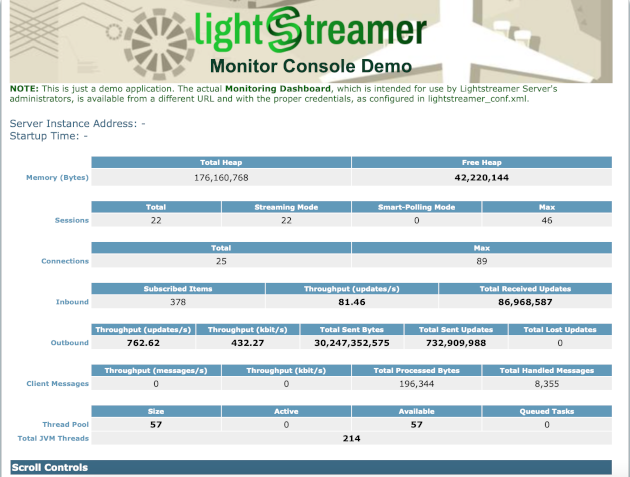 lightstreamer
Monitor Console Demo
NOTE: This is just a demo application. The actual Monitoring Dashboard, which is intended for use by Lightstreamer Server's
administrators, is available from a different URL and with the proper credentials, as configured in lightstreamer_conf.xml.
Server Instance Address: -
Startup Time: -
Total Heap Free Heap
Memory (Bytes) 176,160,768 42,220,144
Total Streaming Mode Smart-Polling Mode Max
Sessions 22 22 0 46
Total Max
Connections 25 89
Subscribed Items Throughput (updates/s) Total Received Updates
Inbound 378 81.46 86,968,587
Throughput (updates/s) Throughput (kbit/s) Total Sent Bytes Total Sent Updates Total Lost Updates
Outbound 762.62 432.27 30,247,352,575 732,909,988 0
Throughput (messages/s) Throughput (kbit/s) Total Processed Bytes Total Handled Messages
Client Messages 0 0 196,344 8,355
Size Active Available Queued Tasks
Thread Pool 57 0 57 0
Total JVM Threads 214
Scroll Controls